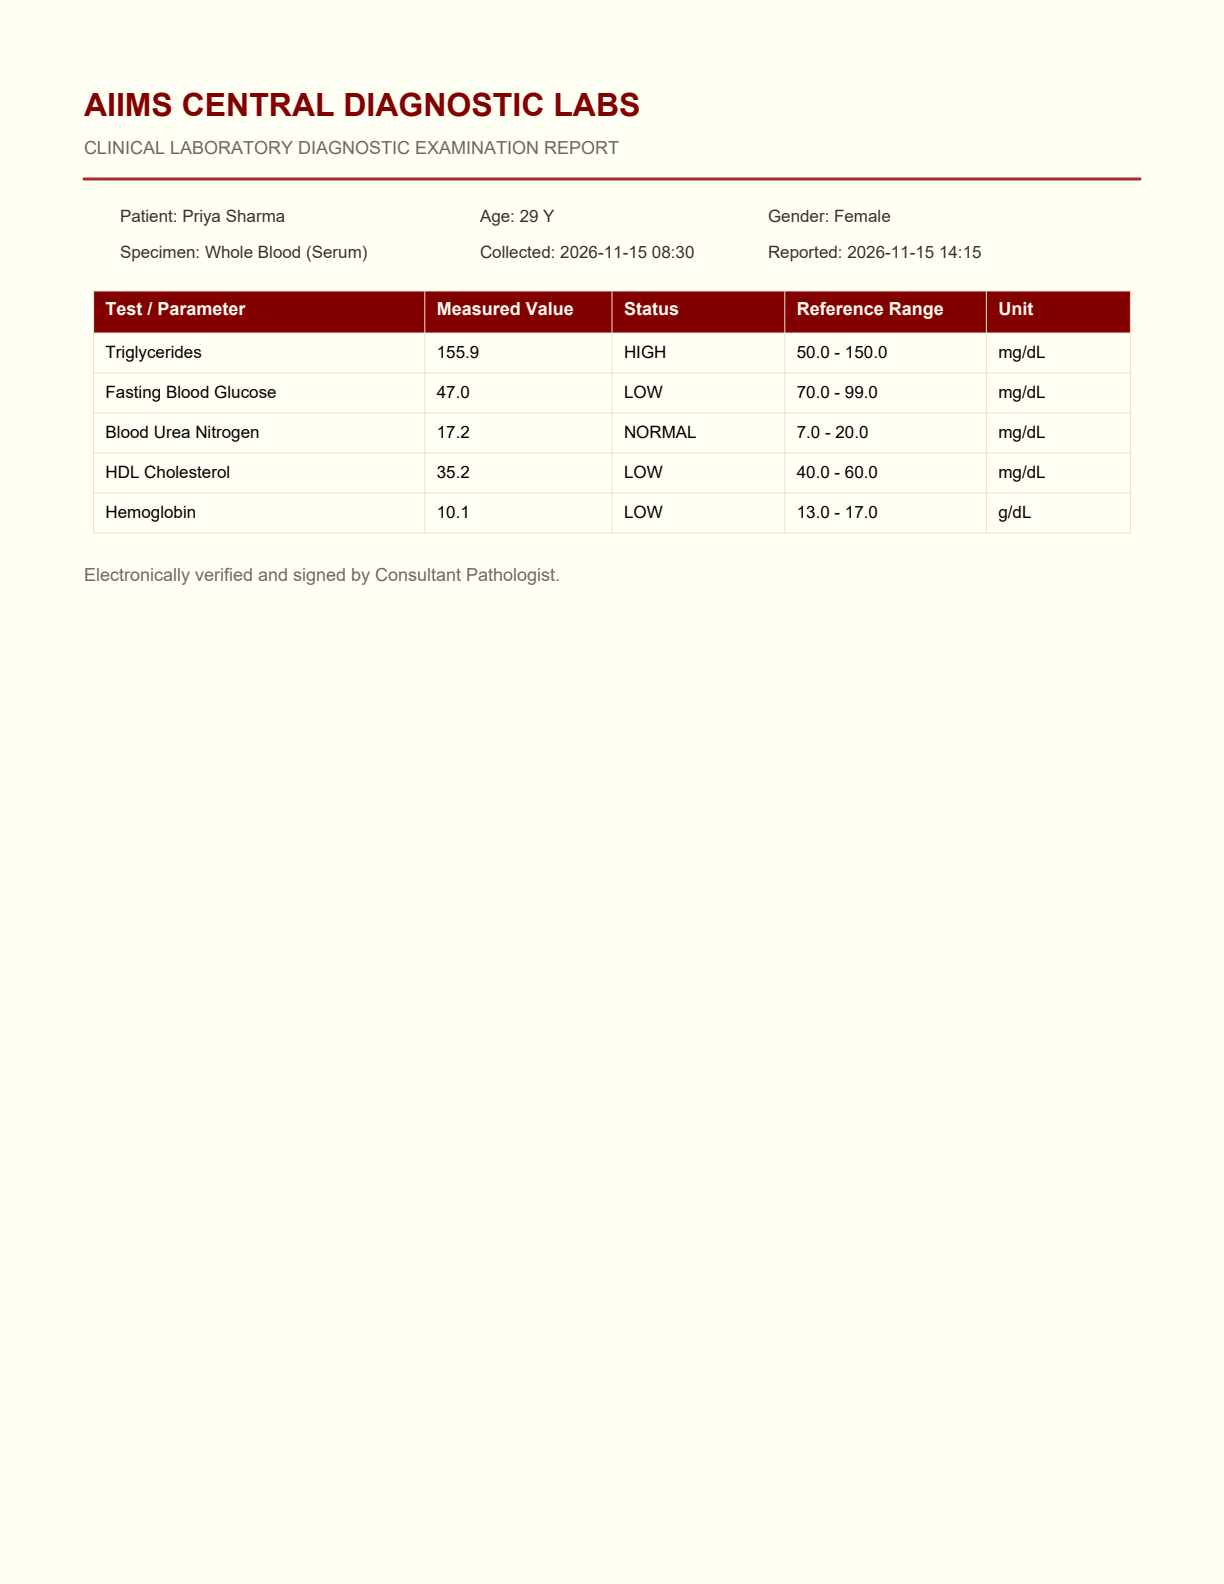 AIIMS CENTRAL DIAGNOSTIC LABS
CLINICAL LABORATORY DIAGNOSTIC EXAMINATION REPORT
Patient: Priya Sharma Age: 29 Y Gender: Female
Specimen: Whole Blood (Serum) Collected: 2026-11-15 08:30 Reported: 2026-11-15 14:15
Test / Parameter Measured Value Status Reference Range Unit
Triglycerides 155.9 HIGH 50.0 - 150.0 mg/dL
Fasting Blood Glucose 47.0 LOW 70.0 - 99.0 mg/dL
Blood Urea Nitrogen 17.2 NORMAL 7.0 - 20.0 mg/dL
HDL Cholesterol 35.2 LOW 40.0 - 60.0 mg/dL
Hemoglobin 10.1 LOW 13.0 - 17.0 g/dL
Electronically verified and signed by Consultant Pathologist.